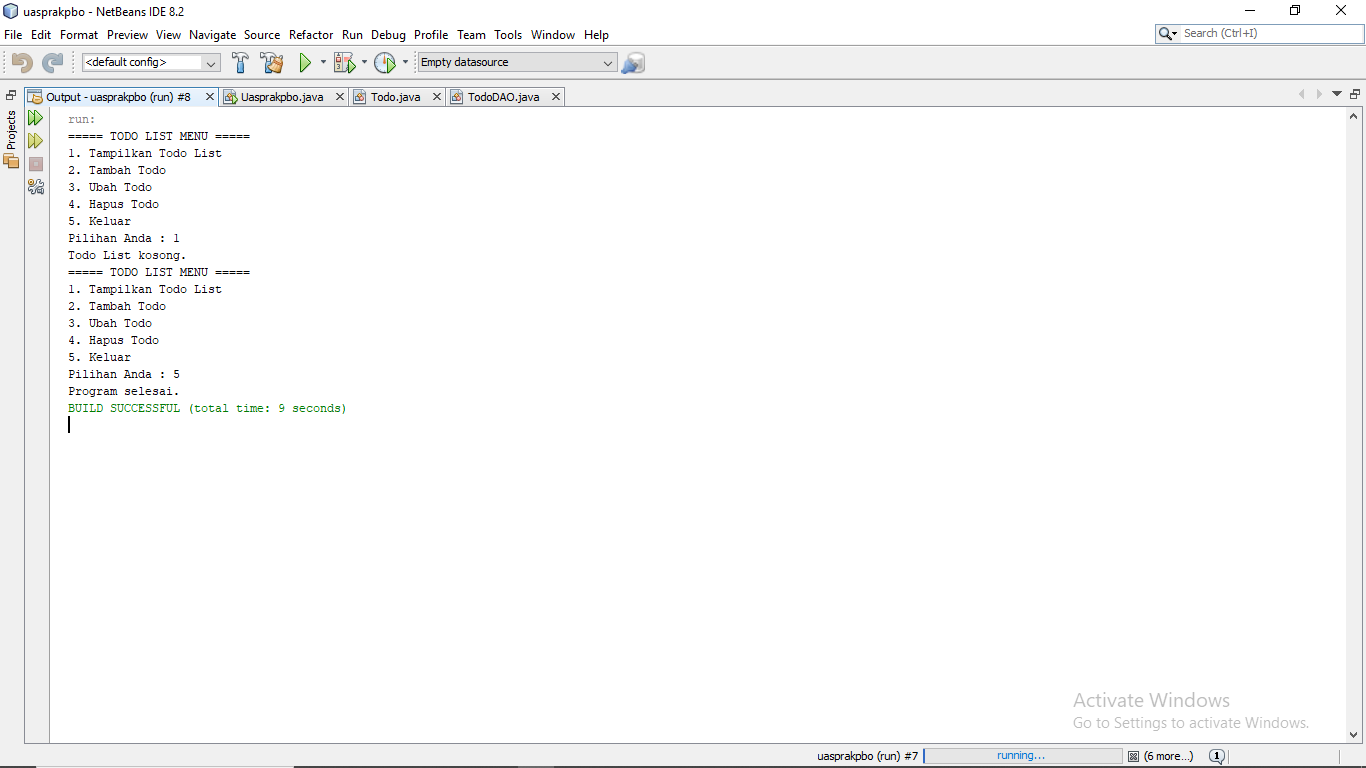 uasprakpbo - NetBeans IDE 8.2
File Edit Format Preview View Navigate Source Refactor Run Debug Profile Team Tools Window Help
Search (Ctrl+I)
<default config>
Empty datasource
Output - uasprakpbo (run) #8
Uasprakpbo.java
Todo.java
TodoDAO.java
Projects
run:
===== TODO LIST MENU =====
1. Tampilkan Todo List
2. Tambah Todo
3. Ubah Todo
4. Hapus Todo
5. Keluar
Pilihan Anda : 1
Todo List kosong.
===== TODO LIST MENU =====
1. Tampilkan Todo List
2. Tambah Todo
3. Ubah Todo
4. Hapus Todo
5. Keluar
Pilihan Anda : 5
Program selesai.
BUILD SUCCESSFUL (total time: 9 seconds)
Activate Windows
Go to Settings to activate Windows.
uasprakpbo (run) #7
running...
(6 more...)
1